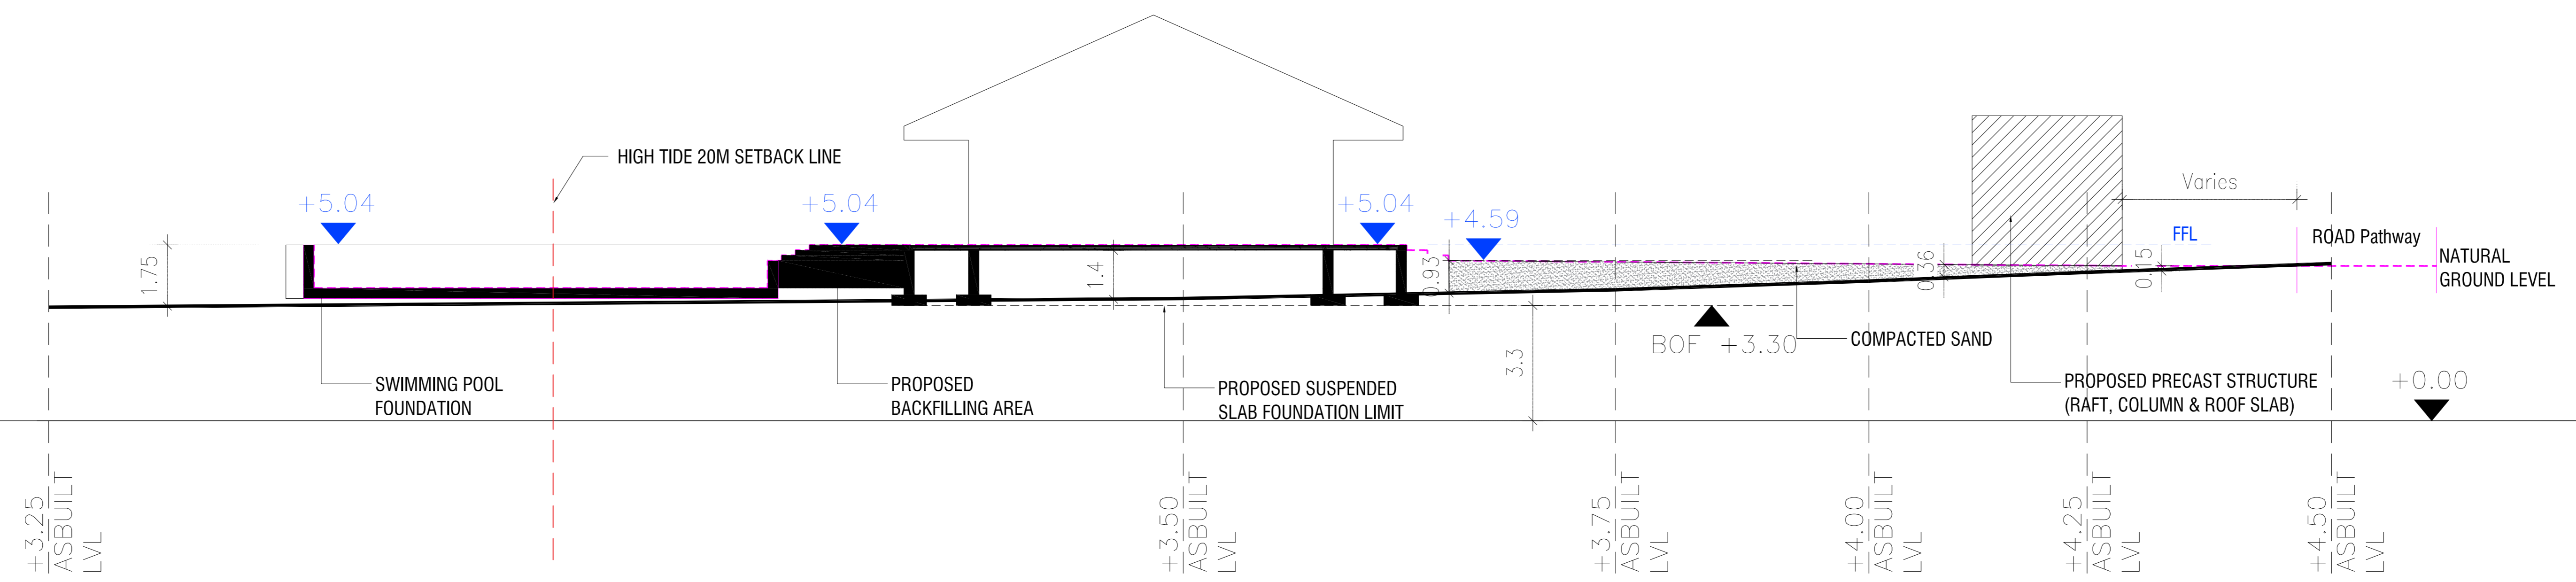 HIGH TIDE 20M SETBACK LINE
+5.04
+5.04
+5.04
+4.59
Varies
FFL
ROAD Pathway
NATURAL
GROUND LEVEL
1.75
1.4
0.93
0.36
0.15
BOF +3.30
COMPACTED SAND
3.3
SWIMMING POOL
FOUNDATION
PROPOSED
BACKFILLING AREA
PROPOSED SUSPENDED
SLAB FOUNDATION LIMIT
PROPOSED PRECAST STRUCTURE
(RAFT, COLUMN & ROOF SLAB)
+0.00
+3.25
ASBUILT
LVL
+3.50
ASBUILT
LVL
+3.75
ASBUILT
LVL
+4.00
ASBUILT
LVL
+4.25
ASBUILT
LVL
+4.50
ASBUILT
LVL